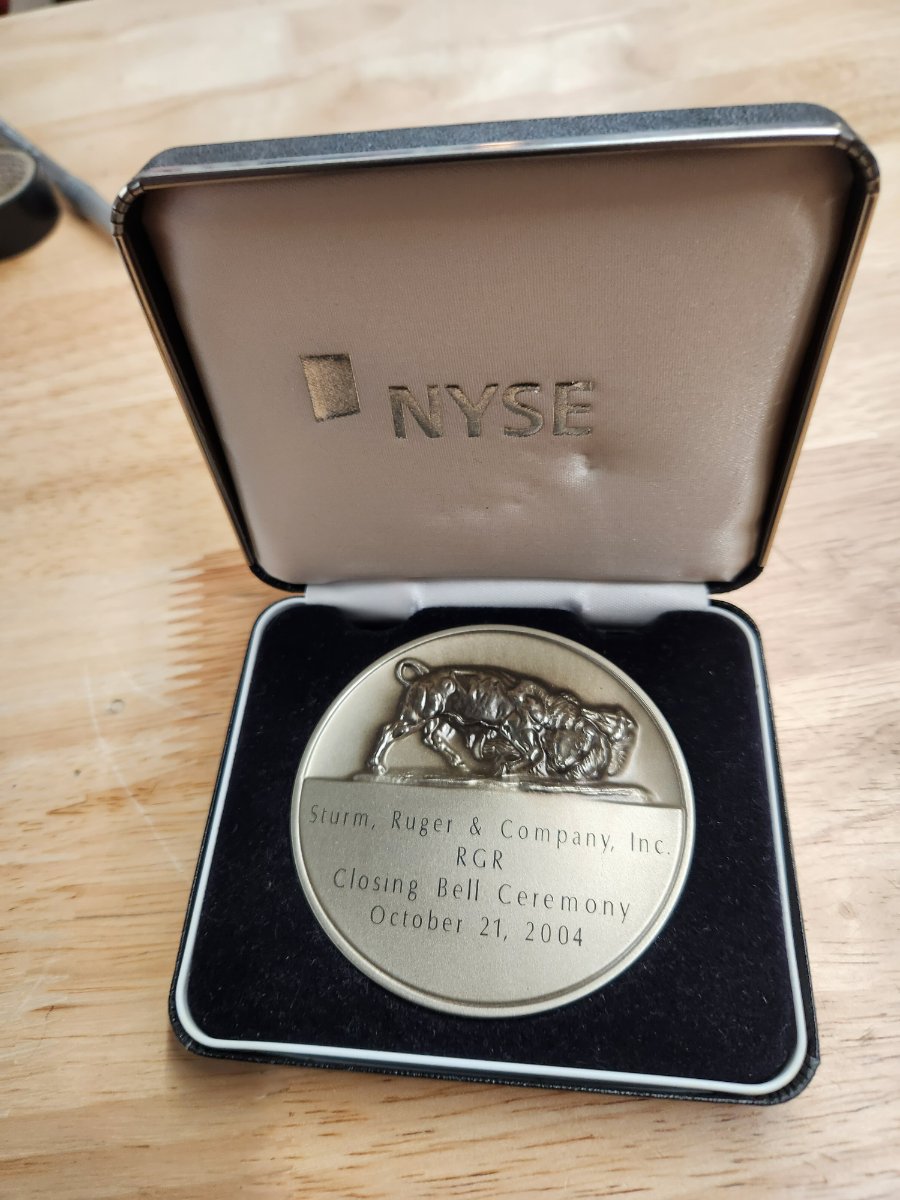 NYSE
Sturm, Ruger & Company, Inc.
RGR
Closing Bell Ceremony
October 21, 2004